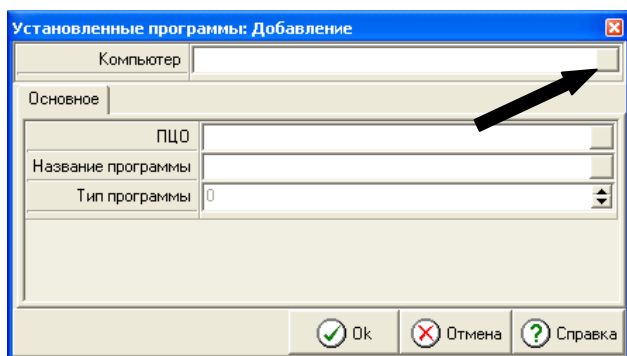 Установленные программы: Добавление
Компьютер
Основное
ПЦО
Название программы
Тип программы 0
Ok Отмена Справка